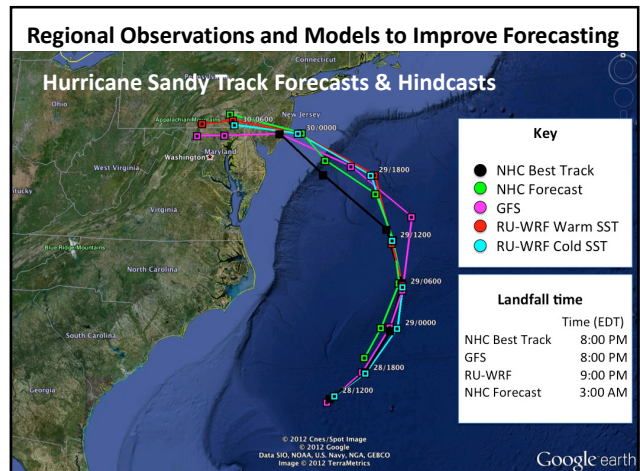 Regional Observations and Models to Improve Forecasting
Hurricane Sandy Track Forecasts & Hindcasts
Connecticut
Ohio
Appalachian Mountains
30/0600
New Jersey
30/0000
Maryland
Washington
West Virginia
29/1800
Virginia
29/1200
Blue Ridge Mountains
North Carolina
29/0600
South Carolina
29/0000
28/1800
Georgia
28/1200
Key
NHC Best Track
NHC Forecast
GFS
RU-WRF Warm SST
RU-WRF Cold SST
Landfall time
Time (EDT)
NHC Best Track 8:00 PM
GFS 8:00 PM
RU-WRF 9:00 PM
NHC Forecast 3:00 AM
© 2012 Cnes/Spot Image
© 2012 Google
Data SIO, NOAA, U.S. Navy, NGA, GEBCO
Image © 2012 TerraMetrics
Google earth